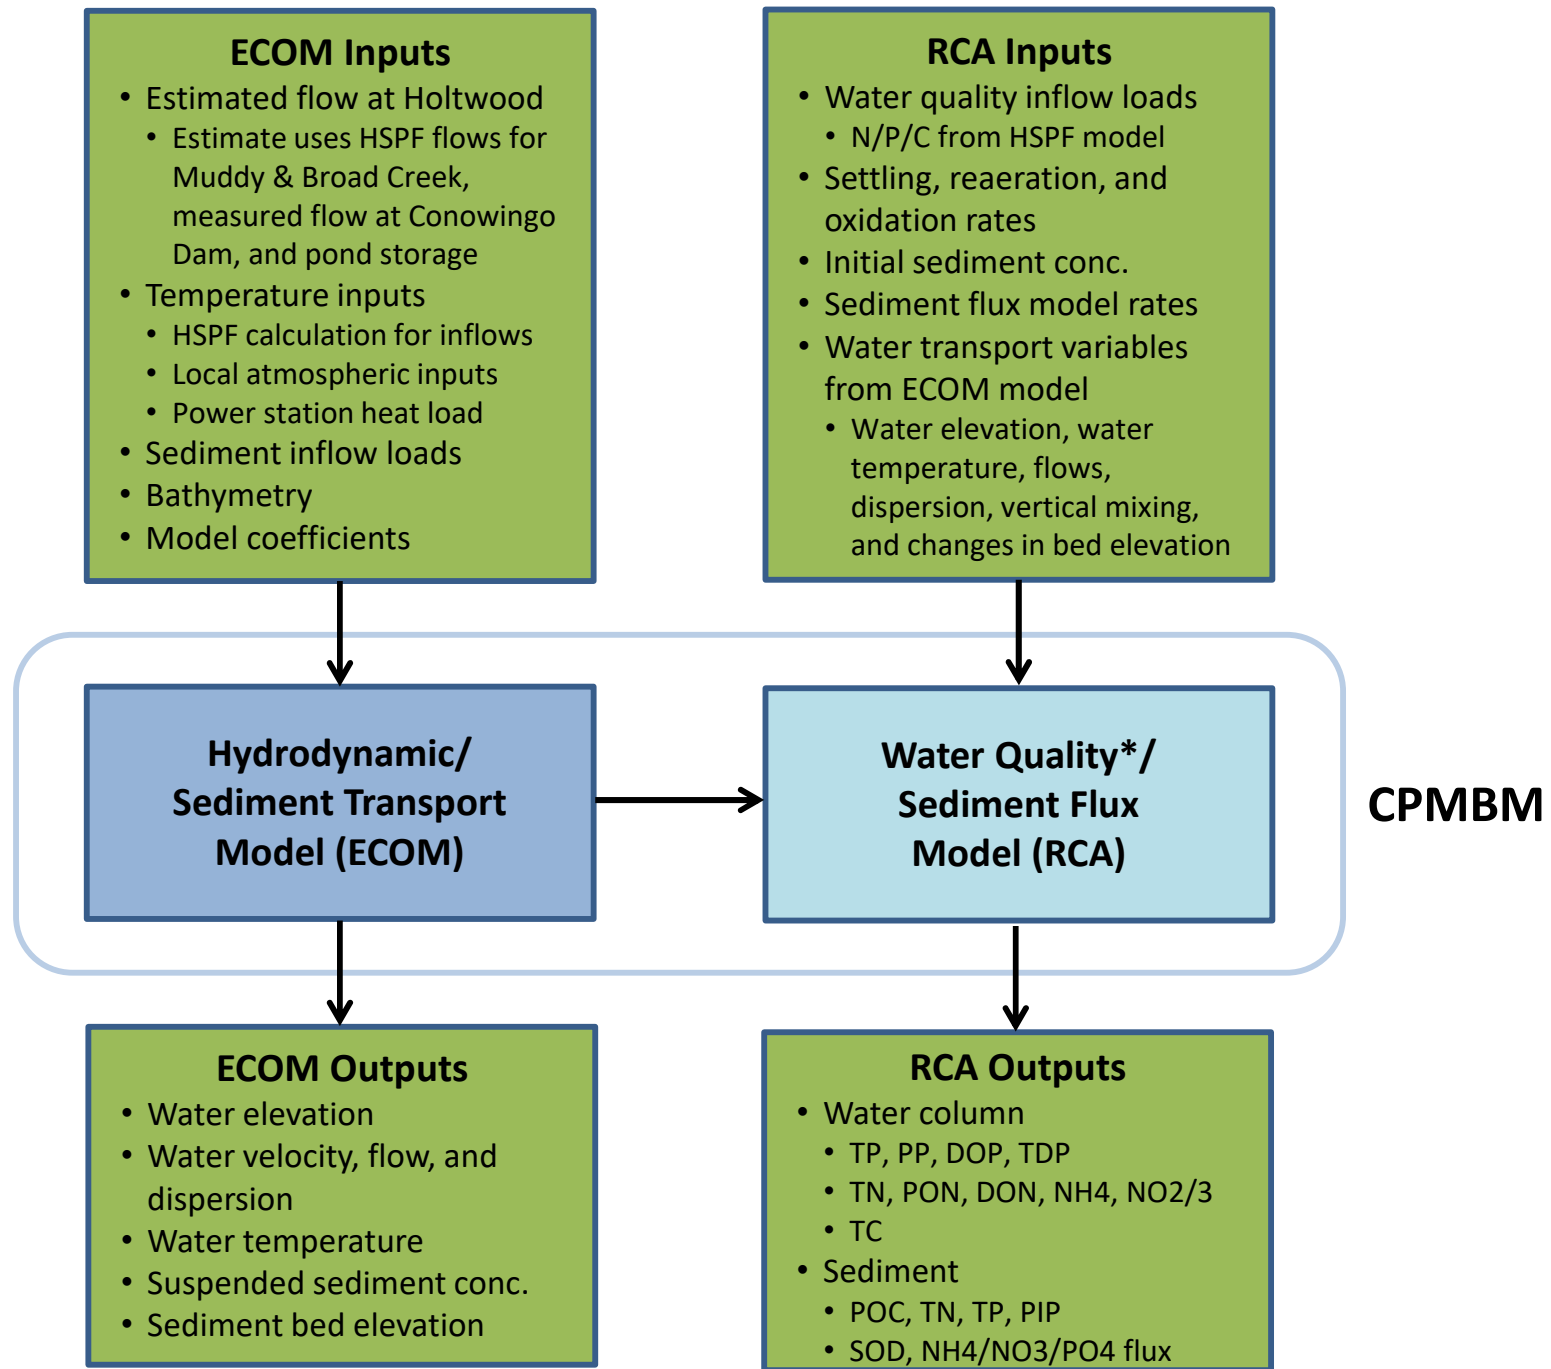 ECOM Inputs
• Estimated flow at Holtwood
• Estimate uses HSPF flows for
Muddy & Broad Creek,
measured flow at Conowingo
Dam, and pond storage
• Temperature inputs
• HSPF calculation for inflows
• Local atmospheric inputs
• Power station heat load
• Sediment inflow loads
• Bathymetry
• Model coefficients
RCA Inputs
• Water quality inflow loads
• N/P/C from HSPF model
• Settling, reaeration, and
oxidation rates
• Initial sediment conc.
• Sediment flux model rates
• Water transport variables
from ECOM model
• Water elevation, water
temperature, flows,
dispersion, vertical mixing,
and changes in bed elevation
Hydrodynamic/
Sediment Transport
Model (ECOM)
Water Quality*/
Sediment Flux
Model (RCA)
CPMBM
ECOM Outputs
• Water elevation
• Water velocity, flow, and
dispersion
• Water temperature
• Suspended sediment conc.
• Sediment bed elevation
RCA Outputs
• Water column
• TP, PP, DOP, TDP
• TN, PON, DON, NH4, NO2/3
• TC
• Sediment
• POC, TN, TP, PIP
• SOD, NH4/NO3/PO4 flux